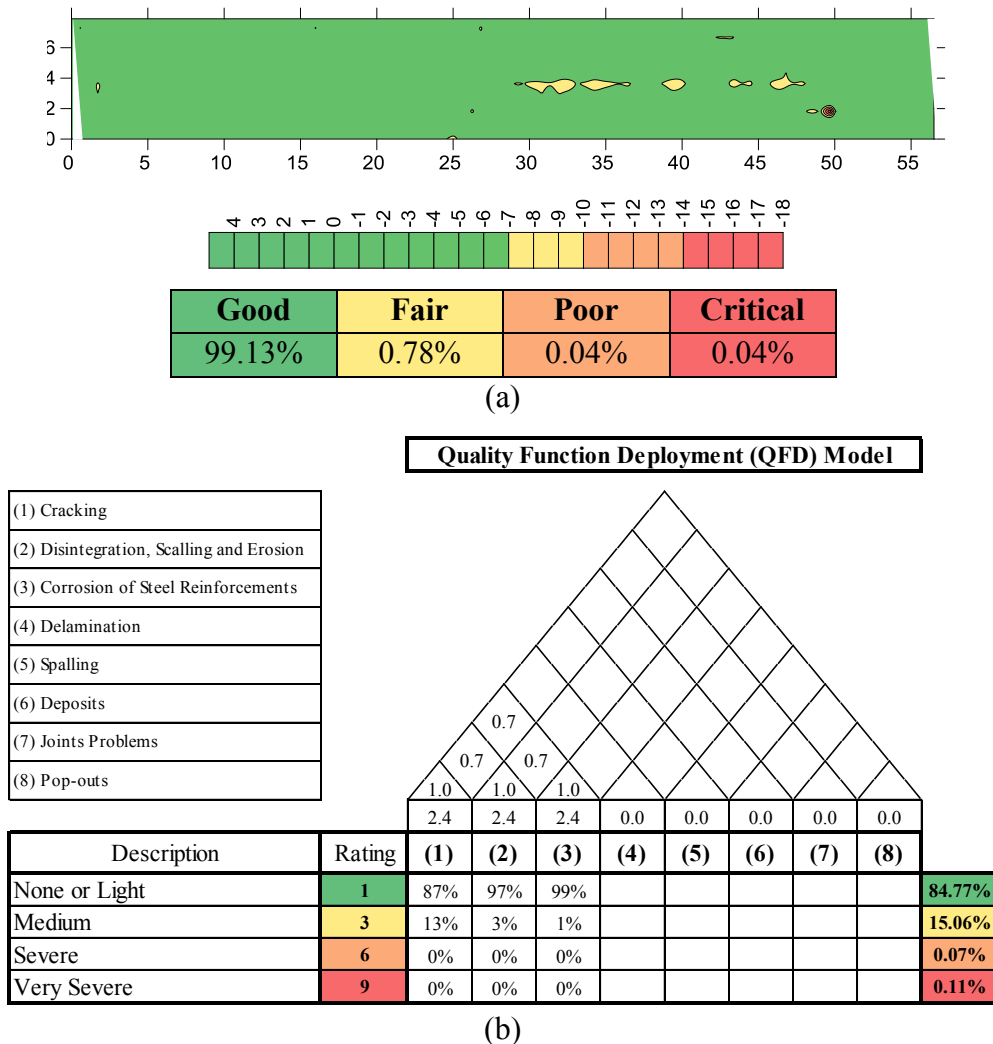 6
4
2
0
0 5 10 15 20 25 30 35 40 45 50 55
4 3 2 1 0 -1 -2 -3 -4 -5 -6 -7 -8 -9 -10 -11 -12 -13 -14 -15 -16 -17 -18
Good Fair Poor Critical
99.13% 0.78% 0.04% 0.04%
(a)
Quality Function Deployment (QFD) Model
(1) Cracking
(2) Disintegration, Scalling and Erosion
(3) Corrosion of Steel Reinforcements
(4) Delamination
(5) Spalling
(6) Deposits
(7) Joints Problems
(8) Pop-outs
0.7
0.7 0.7
1.0 1.0 1.0
2.4 2.4 2.4 0.0 0.0 0.0 0.0 0.0
Description Rating (1) (2) (3) (4) (5) (6) (7) (8)
None or Light 1 87% 97% 99% 84.77%
Medium 3 13% 3% 1% 15.06%
Severe 6 0% 0% 0% 0.07%
Very Severe 9 0% 0% 0% 0.11%
(b)